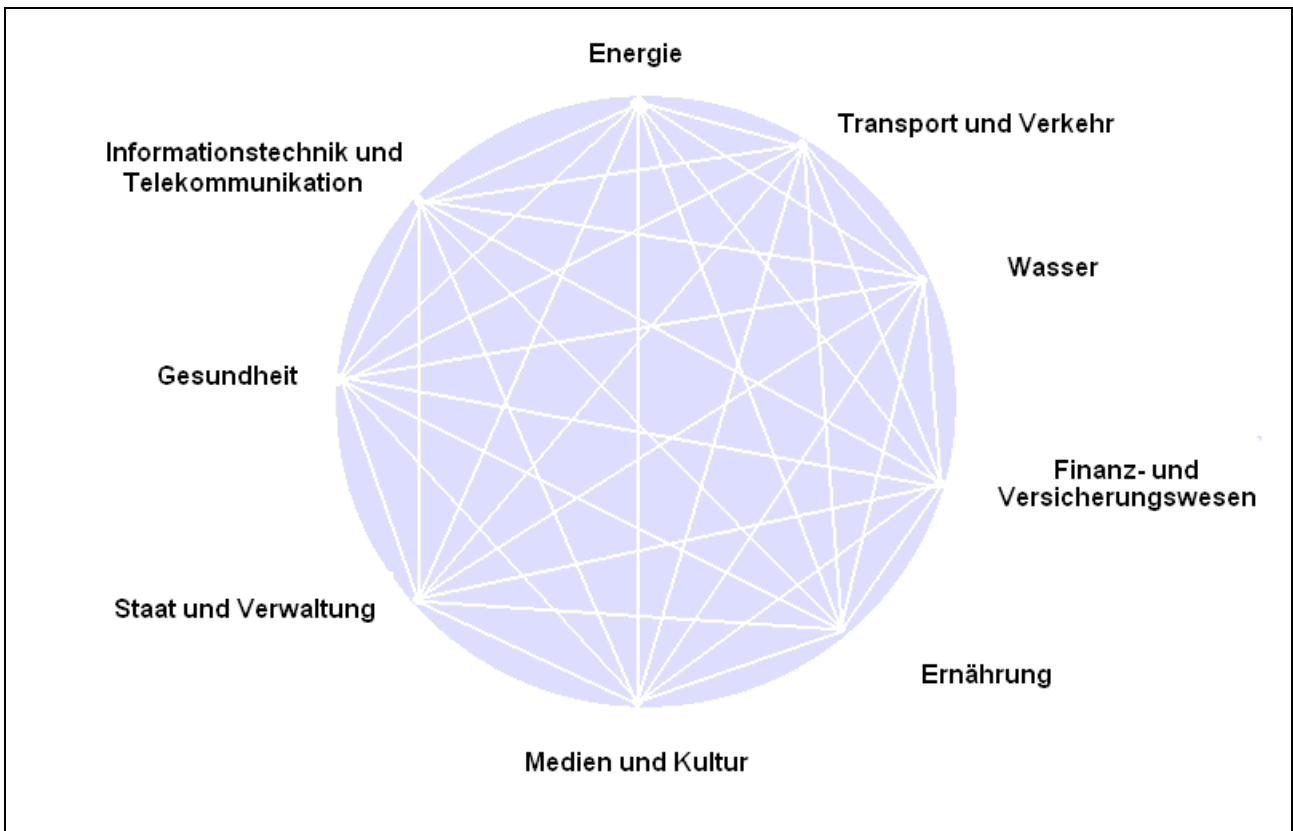 Energie
Transport und Verkehr
Informationstechnik und
Telekommunikation
Wasser
Gesundheit
Finanz- und
Versicherungswesen
Staat und Verwaltung
Ernährung
Medien und Kultur